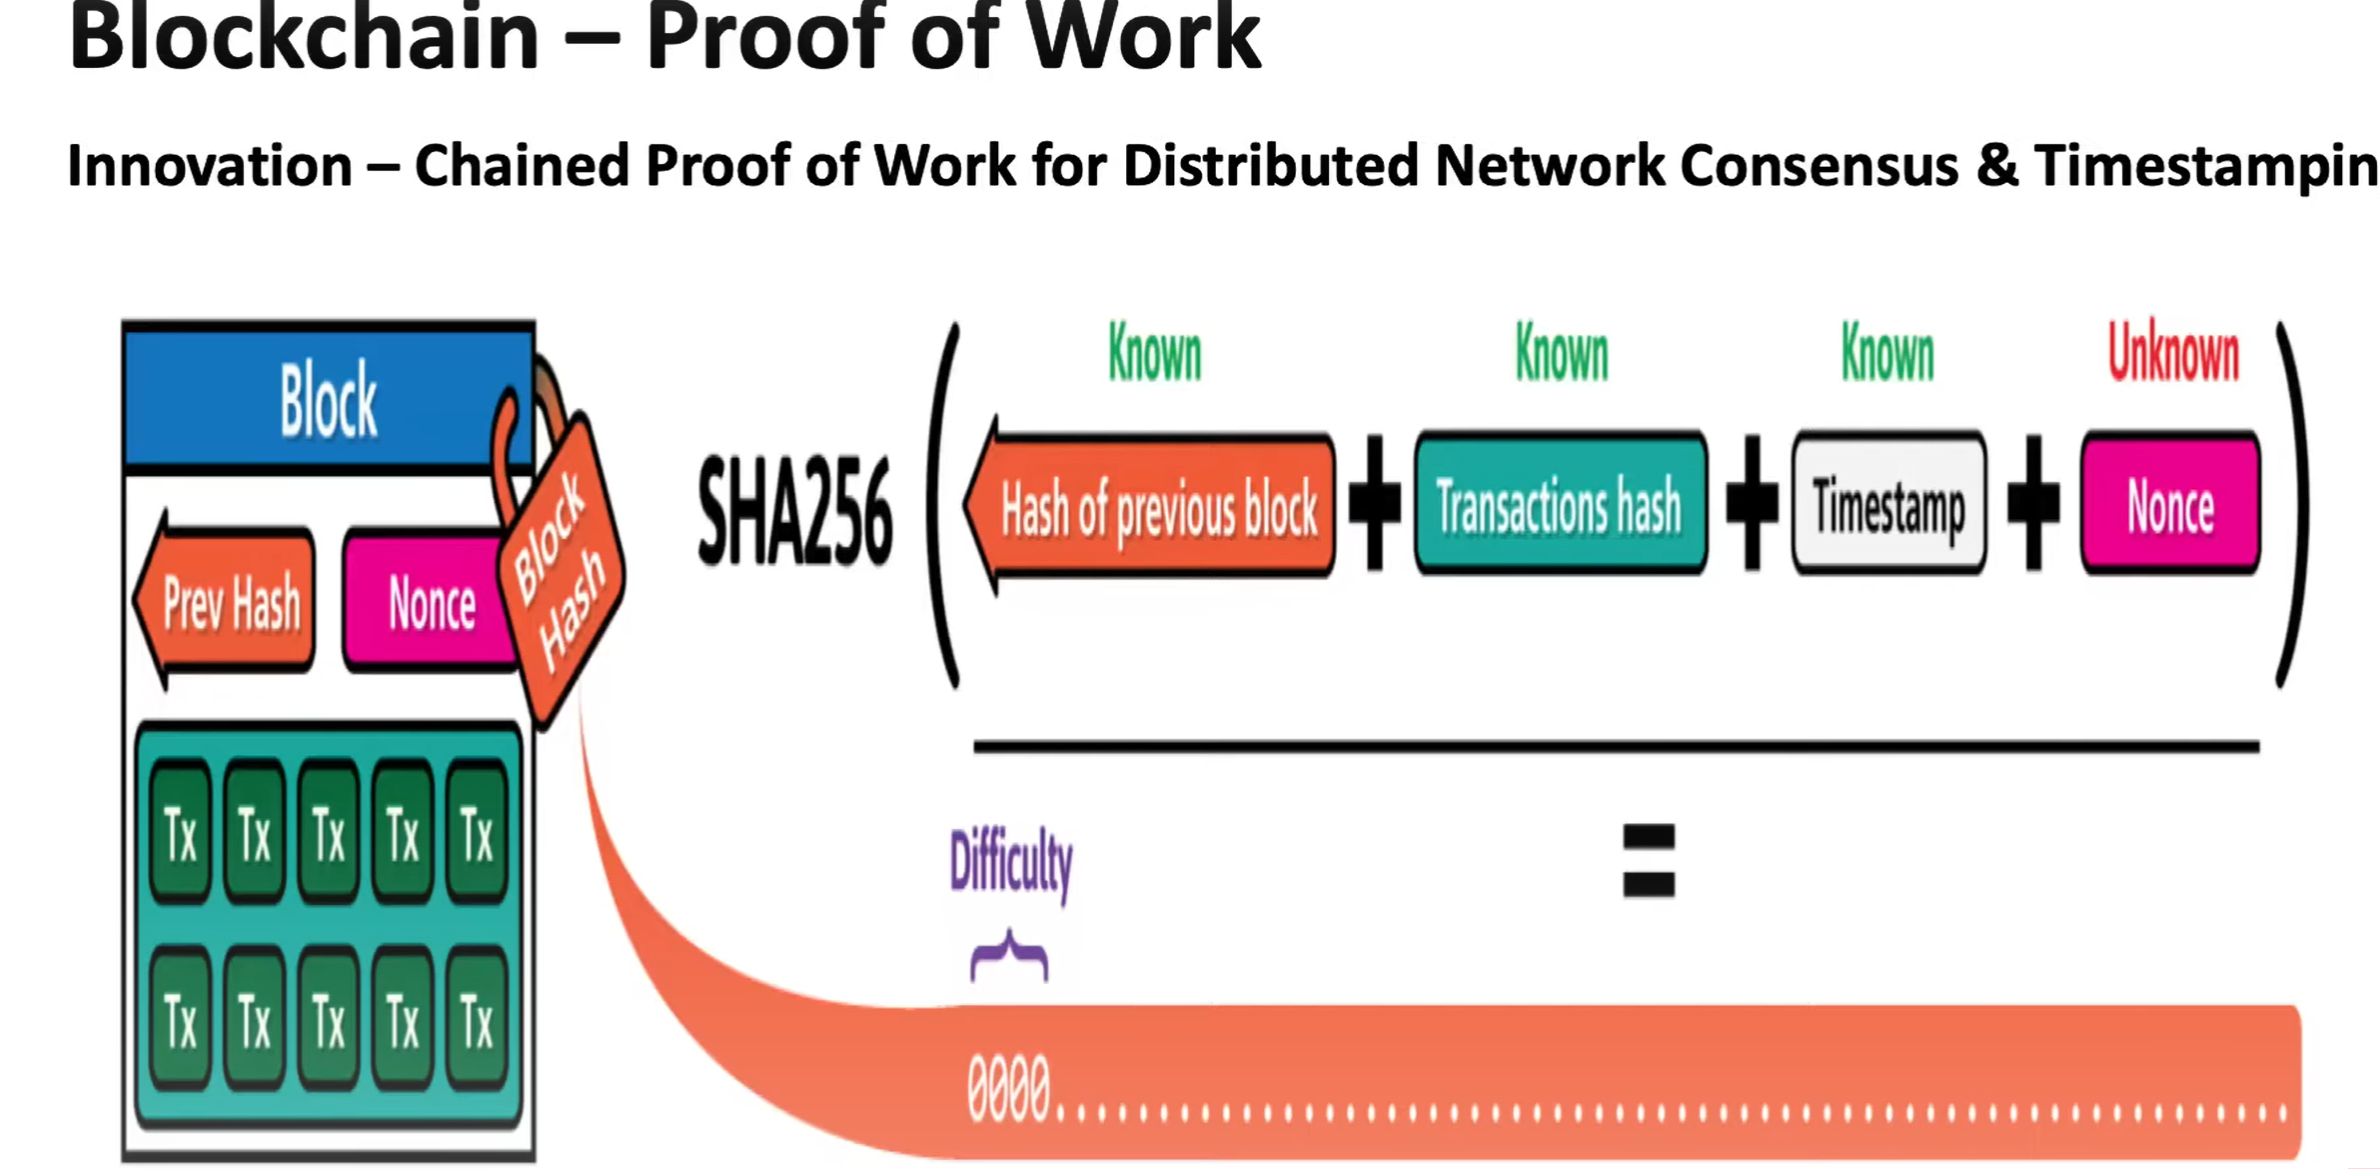 Blockchain – Proof of Work
Innovation – Chained Proof of Work for Distributed Network Consensus & Timestampin
Block
Prev Hash
Nonce
Block
Hash
Tx Tx Tx Tx Tx
Tx Tx Tx Tx Tx
Known Known Known Unknown
SHA256 ( Hash of previous block + Transactions hash + Timestamp + Nonce )
Difficulty
=
0000............................................................